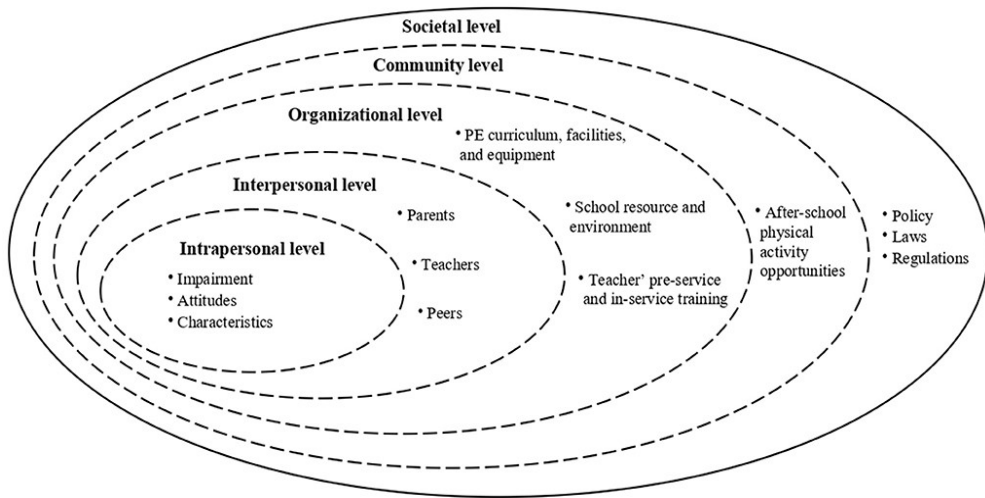 Societal level
Community level
Organizational level
• PE curriculum, facilities,
and equipment
Interpersonal level
• Parents
• School resource and
environment
• After-school
physical
activity
opportunities
• Policy
• Laws
• Regulations
Intrapersonal level
• Teachers
• Impairment
• Attitudes
• Characteristics
• Teacher’ pre-service
and in-service training
• Peers